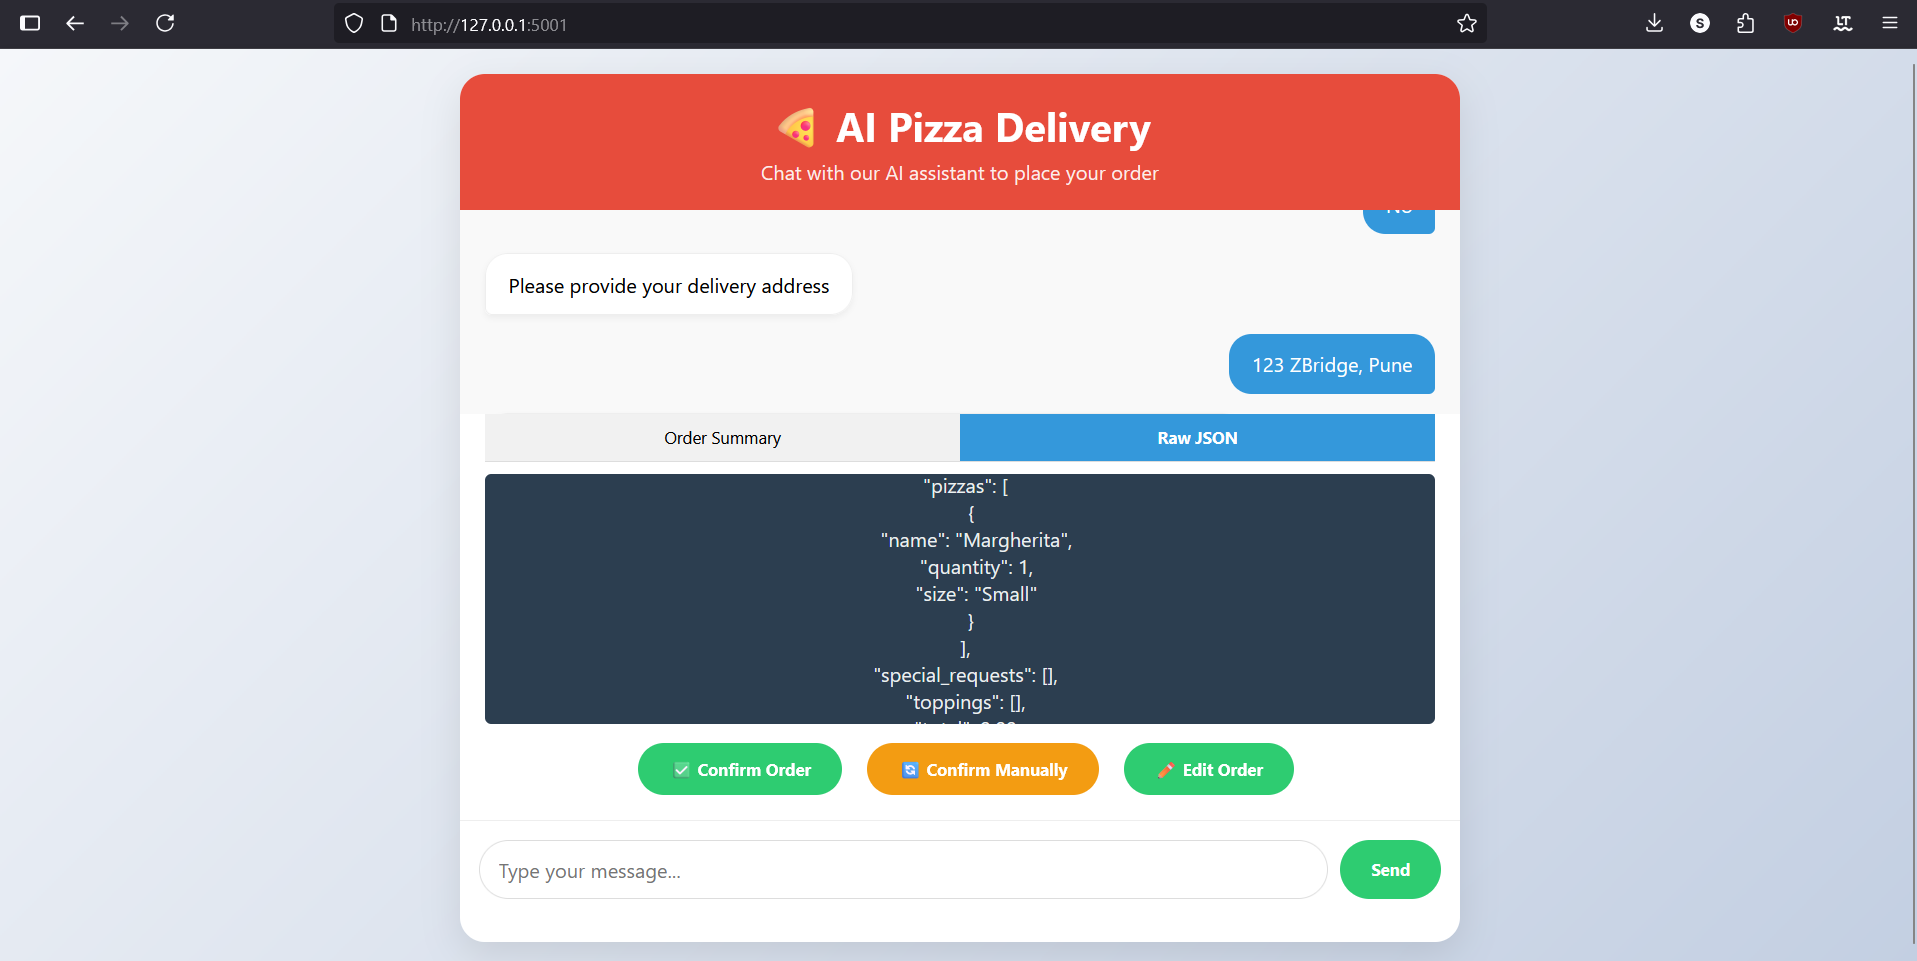 http://127.0.0.1:5001
S
LT
🍕 AI Pizza Delivery
Chat with our AI assistant to place your order
Please provide your delivery address
123 ZBridge, Pune
Order Summary
Raw JSON
"pizzas": [
{
"name": "Margherita",
"quantity": 1,
"size": "Small"
}
],
"special_requests": [],
"toppings": [],
✅ Confirm Order
🔄 Confirm Manually
✏️ Edit Order
Type your message...
Send